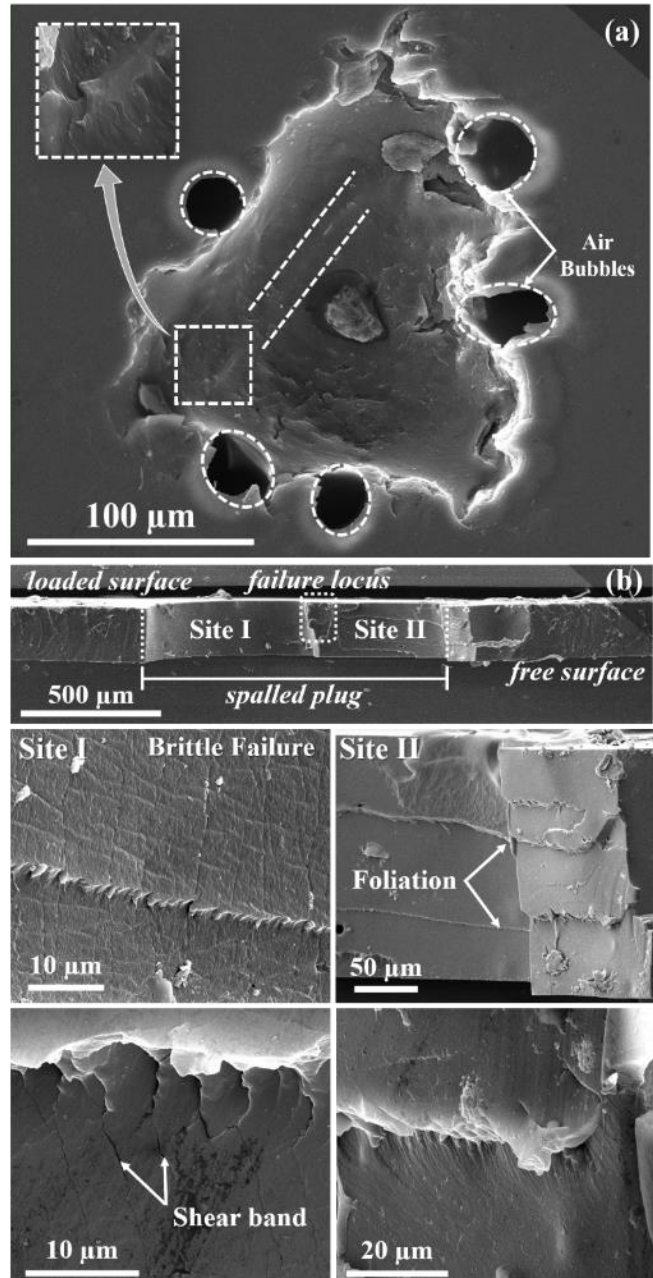 (a)
Air
Bubbles
100 µm
(b)
loaded surface
failure locus
Site I
Site II
free surface
500 µm
spalled plug
Site I
Brittle Failure
10 µm
Site II
Foliation
50 µm
Shear band
10 µm
20 µm